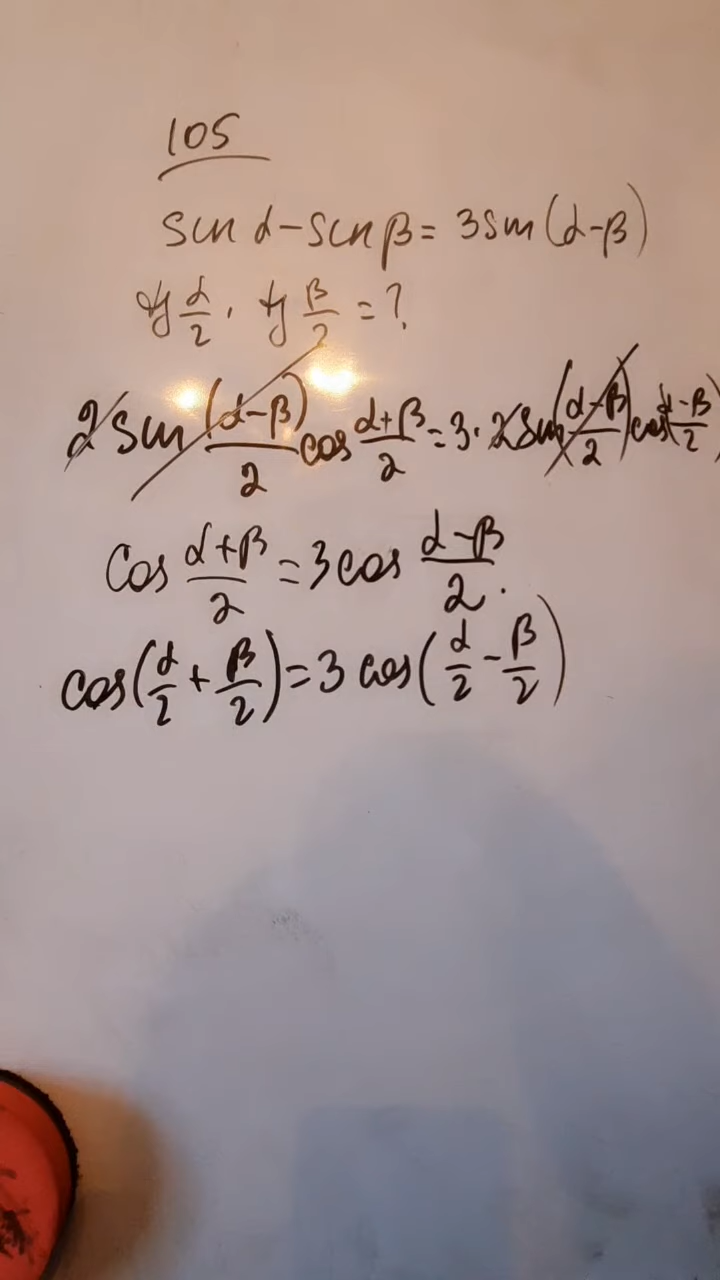 105
sin α - sin β = 3 sin(α-β)
tg α/2 · tg β/2 = ?
2 sin (α-β)/2 cos α+β/2 = 3 · 2 sin (α-β)/2 cos α-β/2
Cos α+β/2 = 3 cos α-β/2.
cos(α/2 + β/2) = 3 cos(α/2 - β/2)